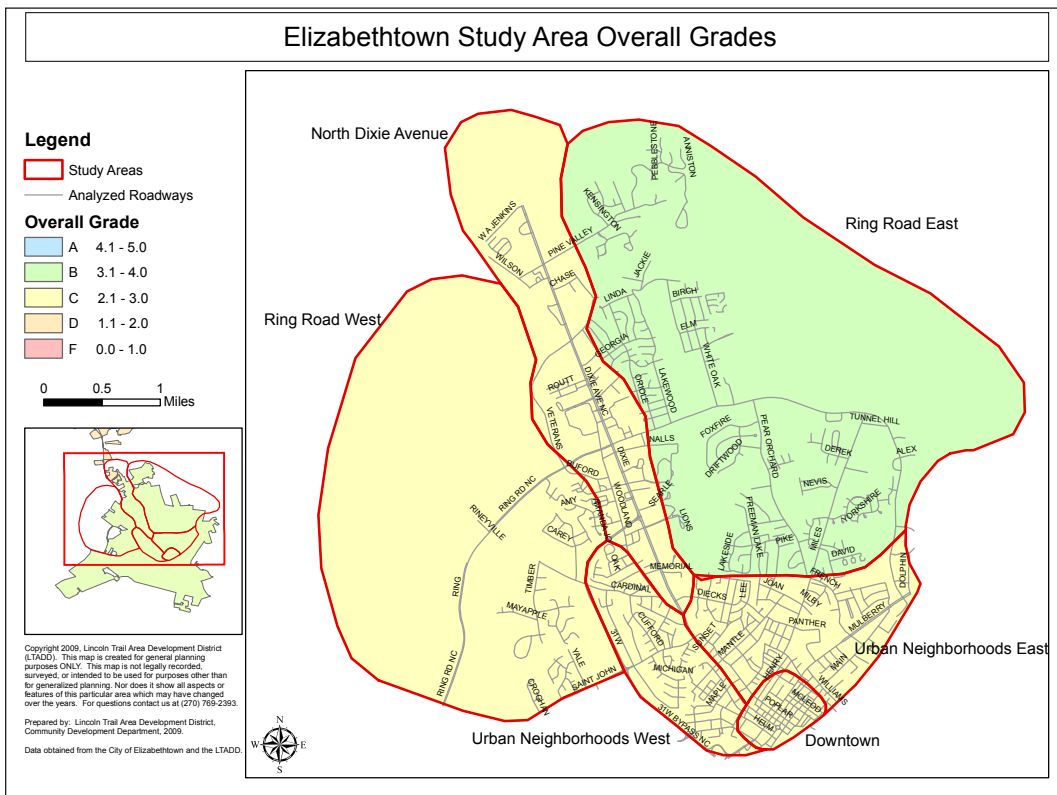 Elizabethtown Study Area Overall Grades
Legend
Study Areas
Analyzed Roadways
Overall Grade
A 4.1 - 5.0
B 3.1 - 4.0
C 2.1 - 3.0
D 1.1 - 2.0
F 0.0 - 1.0
0 0.5 1
Miles
Copyright 2009, Lincoln Trail Area Development District
(LTADD). This map is created for general planning
purposes ONLY. This map is not legally recorded,
surveyed, or intended to be used for purposes other than
for generalized planning. Nor does it show all aspects or
features of this particular area which may have changed
over the years. For questions contact us at (270) 769-2393.
Prepared by: Lincoln Trail Area Development District,
Community Development Department, 2009.
Data obtained from the City of Elizabethtown and the LTADD.
North Dixie Avenue
Ring Road East
Ring Road West
Urban Neighborhoods East
Urban Neighborhoods West
Downtown
N
W E
S
PEBBLESTONE
ANNISTON
KENSINGTON
W A JENKINS
PINE VALLEY
WILSON
CHASE
JACKIE
LINDA
BIRCH
ELM
GEORGIA
WHITE OAK
ROUTT
DIXIE AVE NC
ORIOLE
LAKEWOOD
VETERANS
NALLS
FOXFIRE
DRIFTWOOD
PEAR ORCHARD
TUNNEL HILL
DEREK
ALEX
DIXIE
BUFORD
RING RD NC
RINEYVILLE
AMY
WOODLAND
SEARLE
LIONS
NEVIS
YORKSHIRE
CAREY
FREEMAN LAKE
LAKESIDE
PIKE
MILES
DAVID
OAK
MEMORIAL
DOLPHIN
TIMBER
RING
CARDINAL
DIECKS
LEE
JOAN
FRENCH
MILBY
MAYAPPLE
CLIFFORD
SUNSET
MANTLE
PANTHER
MULBERRY
31W
YALE
MICHIGAN
HENRY
MAIN
WILLIAMS
SAINT JOHN
MAPLE
MCLEOD
POPLAR
HELM
CROGHAN
RING RD NC
31W BYPASS NC